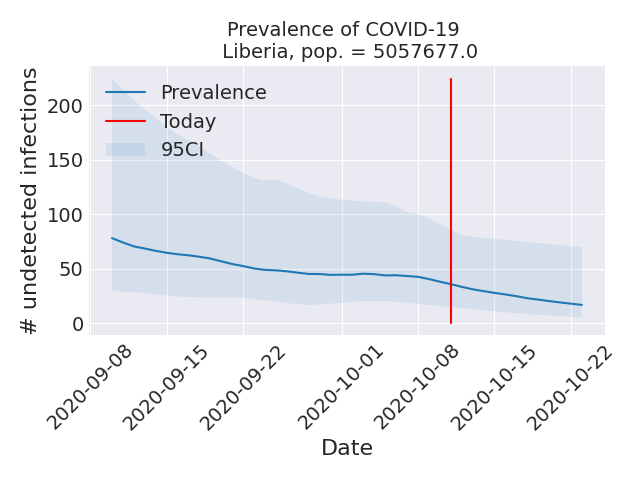 Prevalence of COVID-19
Liberia, pop. = 5057677.0
# undetected infections
200
150
100
50
0
Prevalence
Today
95CI
2020-09-08
2020-09-15
2020-09-22
2020-10-01
2020-10-08
2020-10-15
2020-10-22
Date